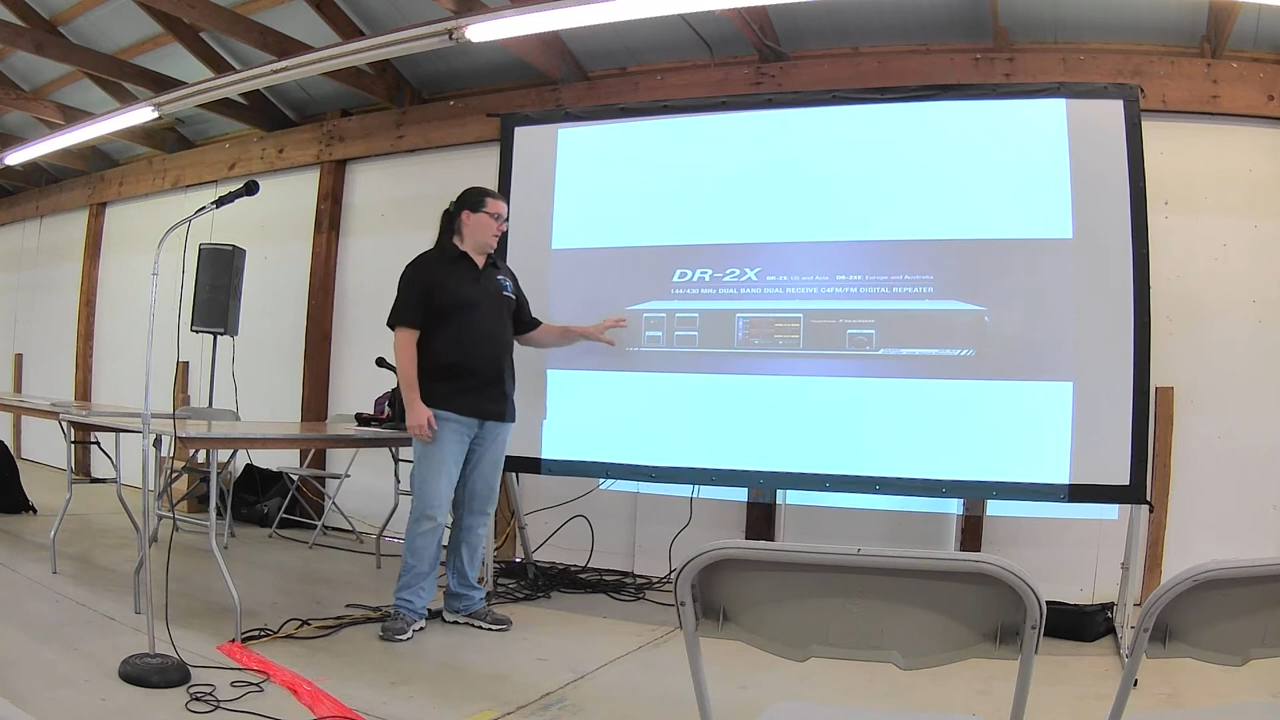 DR-2X DR-2X: US and Asia DR-2XE: Europe and Australia
144/430 MHz DUAL BAND DUAL RECEIVE C4FM/FM DIGITAL REPEATER